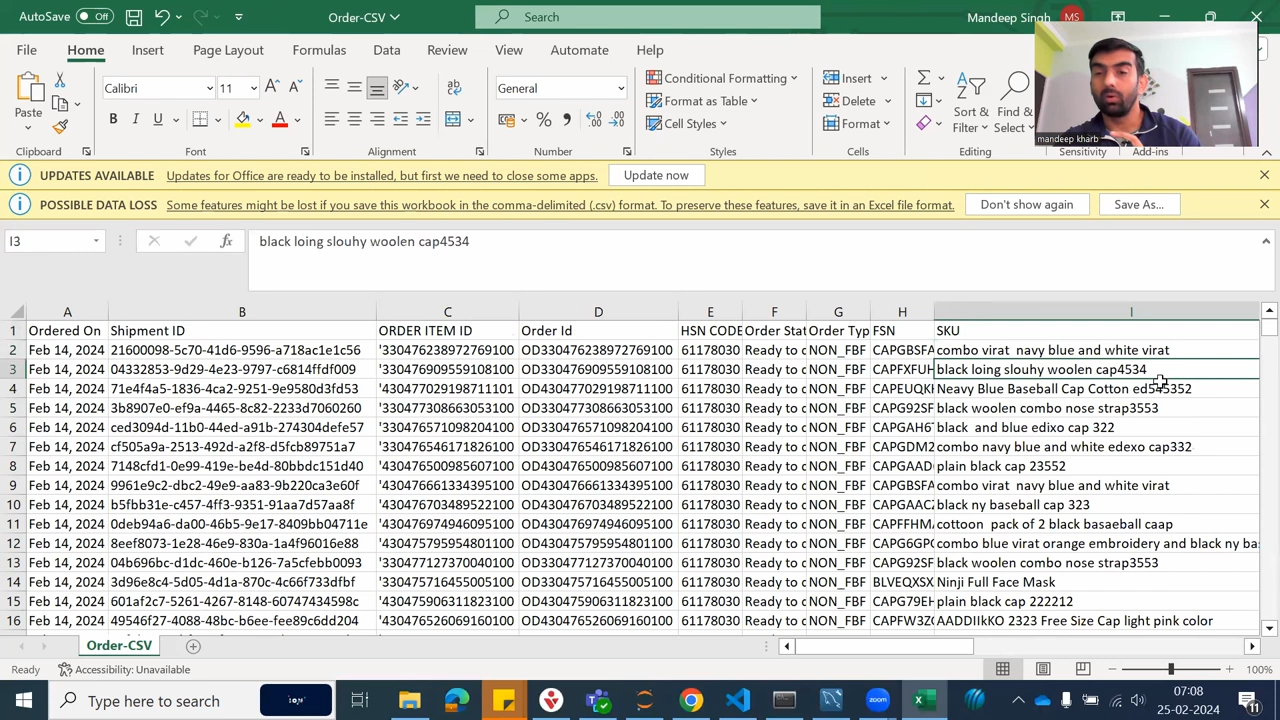 AutoSave Off Order-CSV Search Mandeep Singh MS
File Home Insert Page Layout Formulas Data Review View Automate Help
Paste Calibri 11 General Conditional Formatting Insert Sort & Find &
B I U A Format as Table Delete Filter Select
Cell Styles Format
mandeep kharb
Clipboard Font Alignment Number Styles Cells Editing Sensitivity Add-ins
UPDATES AVAILABLE Updates for Office are ready to be installed, but first we need to close some apps. Update now
POSSIBLE DATA LOSS Some features might be lost if you save this workbook in the comma-delimited (.csv) format. To preserve these features, save it in an Excel file format. Don't show again Save As...
I3 fx black loing slouhy woolen cap4534
A B C D E F G H I
1 Ordered On Shipment ID ORDER ITEM ID Order Id HSN CODE Order Stat Order Typ FSN SKU
2 Feb 14, 2024 21600098-5c70-41d6-9596-a718ac1e1c56 '330476238972769100 OD330476238972769100 61178030 Ready to d NON_FBF CAPGBSFA combo virat navy blue and white virat
3 Feb 14, 2024 04332853-9d29-4e23-9797-c6814ffdf009 '330476909559108100 OD330476909559108100 61178030 Ready to d NON_FBF CAPFXFUH black loing slouhy woolen cap4534
4 Feb 14, 2024 71e4f4a5-1836-4ca2-9251-9e9580d3fd53 '430477029198711101 OD430477029198711100 61178030 Ready to d NON_FBF CAPEUQKH Neavy Blue Baseball Cap Cotton ed545352
5 Feb 14, 2024 3b8907e0-ef9a-4465-8c82-2233d7060260 '430477308663053100 OD430477308663053100 61178030 Ready to d NON_FBF CAPG92SF black woolen combo nose strap3553
6 Feb 14, 2024 ced3094d-11b0-44ed-a91b-274304defe57 '330476571098204100 OD330476571098204100 61178030 Ready to d NON_FBF CAPGAH6T black and blue edixo cap 322
7 Feb 14, 2024 cf505a9a-2513-492d-a2f8-d5fcb89751a7 '430476546171826100 OD430476546171826100 61178030 Ready to d NON_FBF CAPGDM2 combo navy blue and white edexo cap332
8 Feb 14, 2024 7148cfd1-0e99-419e-be4d-80bbdc151d40 '430476500985607100 OD430476500985607100 61178030 Ready to d NON_FBF CAPGAAD plain black cap 23552
9 Feb 14, 2024 9961e9c2-dbc2-49e9-aa83-9b220ca3e60f '430476661334395100 OD430476661334395100 61178030 Ready to d NON_FBF CAPGBSFA combo virat navy blue and white virat
10 Feb 14, 2024 b5fbb31e-c457-4ff3-9351-91aa7d57aa8f '430476703489522100 OD430476703489522100 61178030 Ready to d NON_FBF CAPGAACZ black ny baseball cap 323
11 Feb 14, 2024 0deb94a6-da00-46b5-9e17-8409bb04711e '430476974946095100 OD430476974946095100 61178030 Ready to d NON_FBF CAPFFHMA cottoon pack of 2 black basaeball caap
12 Feb 14, 2024 8eef8073-1e28-46e9-830a-1a4f96016e88 '430475795954801100 OD430475795954801100 61178030 Ready to d NON_FBF CAPG6GPC combo blue virat orange embroidery and black ny bas
13 Feb 14, 2024 04b696bc-d1dc-460e-b126-7a5cfebb0093 '430477127373040100 OD430477127373040100 61178030 Ready to d NON_FBF CAPG92SF black woolen combo nose strap3553
14 Feb 14, 2024 3d96e8c4-5d05-4d1a-870c-4c66f733dfbf '430475716455005100 OD430475716455005100 61178030 Ready to d NON_FBF BLVEQXSX Ninji Full Face Mask
15 Feb 14, 2024 601af2c7-5261-4267-8148-60747434598c '430475906311823100 OD430475906311823100 61178030 Ready to d NON_FBF CAPG79EH plain black cap 222212
16 Feb 14, 2024 49546f27-4088-48bc-b6ee-fee89c6dd204 '430476526069160100 OD430476526069160100 61178030 Ready to d NON_FBF CAPFW3ZG AADDIIkKO 2323 Free Size Cap light pink color
Order-CSV
Ready Accessibility: Unavailable 100%
Type here to search zoom 07:08
25-02-2024 11